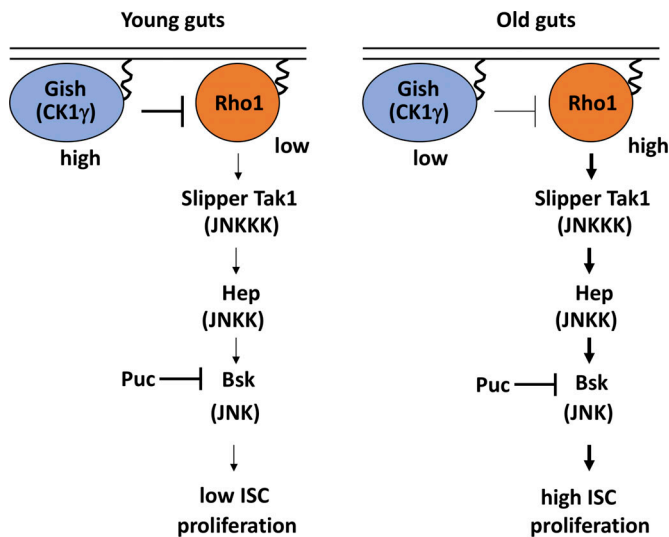 Young guts
Gish
(CK1γ)
high
Rho1
low
Slipper Tak1
(JNKKK)
Hep
(JNKK)
Puc
Bsk
(JNK)
low ISC
proliferation
Old guts
Gish
(CK1γ)
low
Rho1
high
Slipper Tak1
(JNKKK)
Hep
(JNKK)
Puc
Bsk
(JNK)
high ISC
proliferation